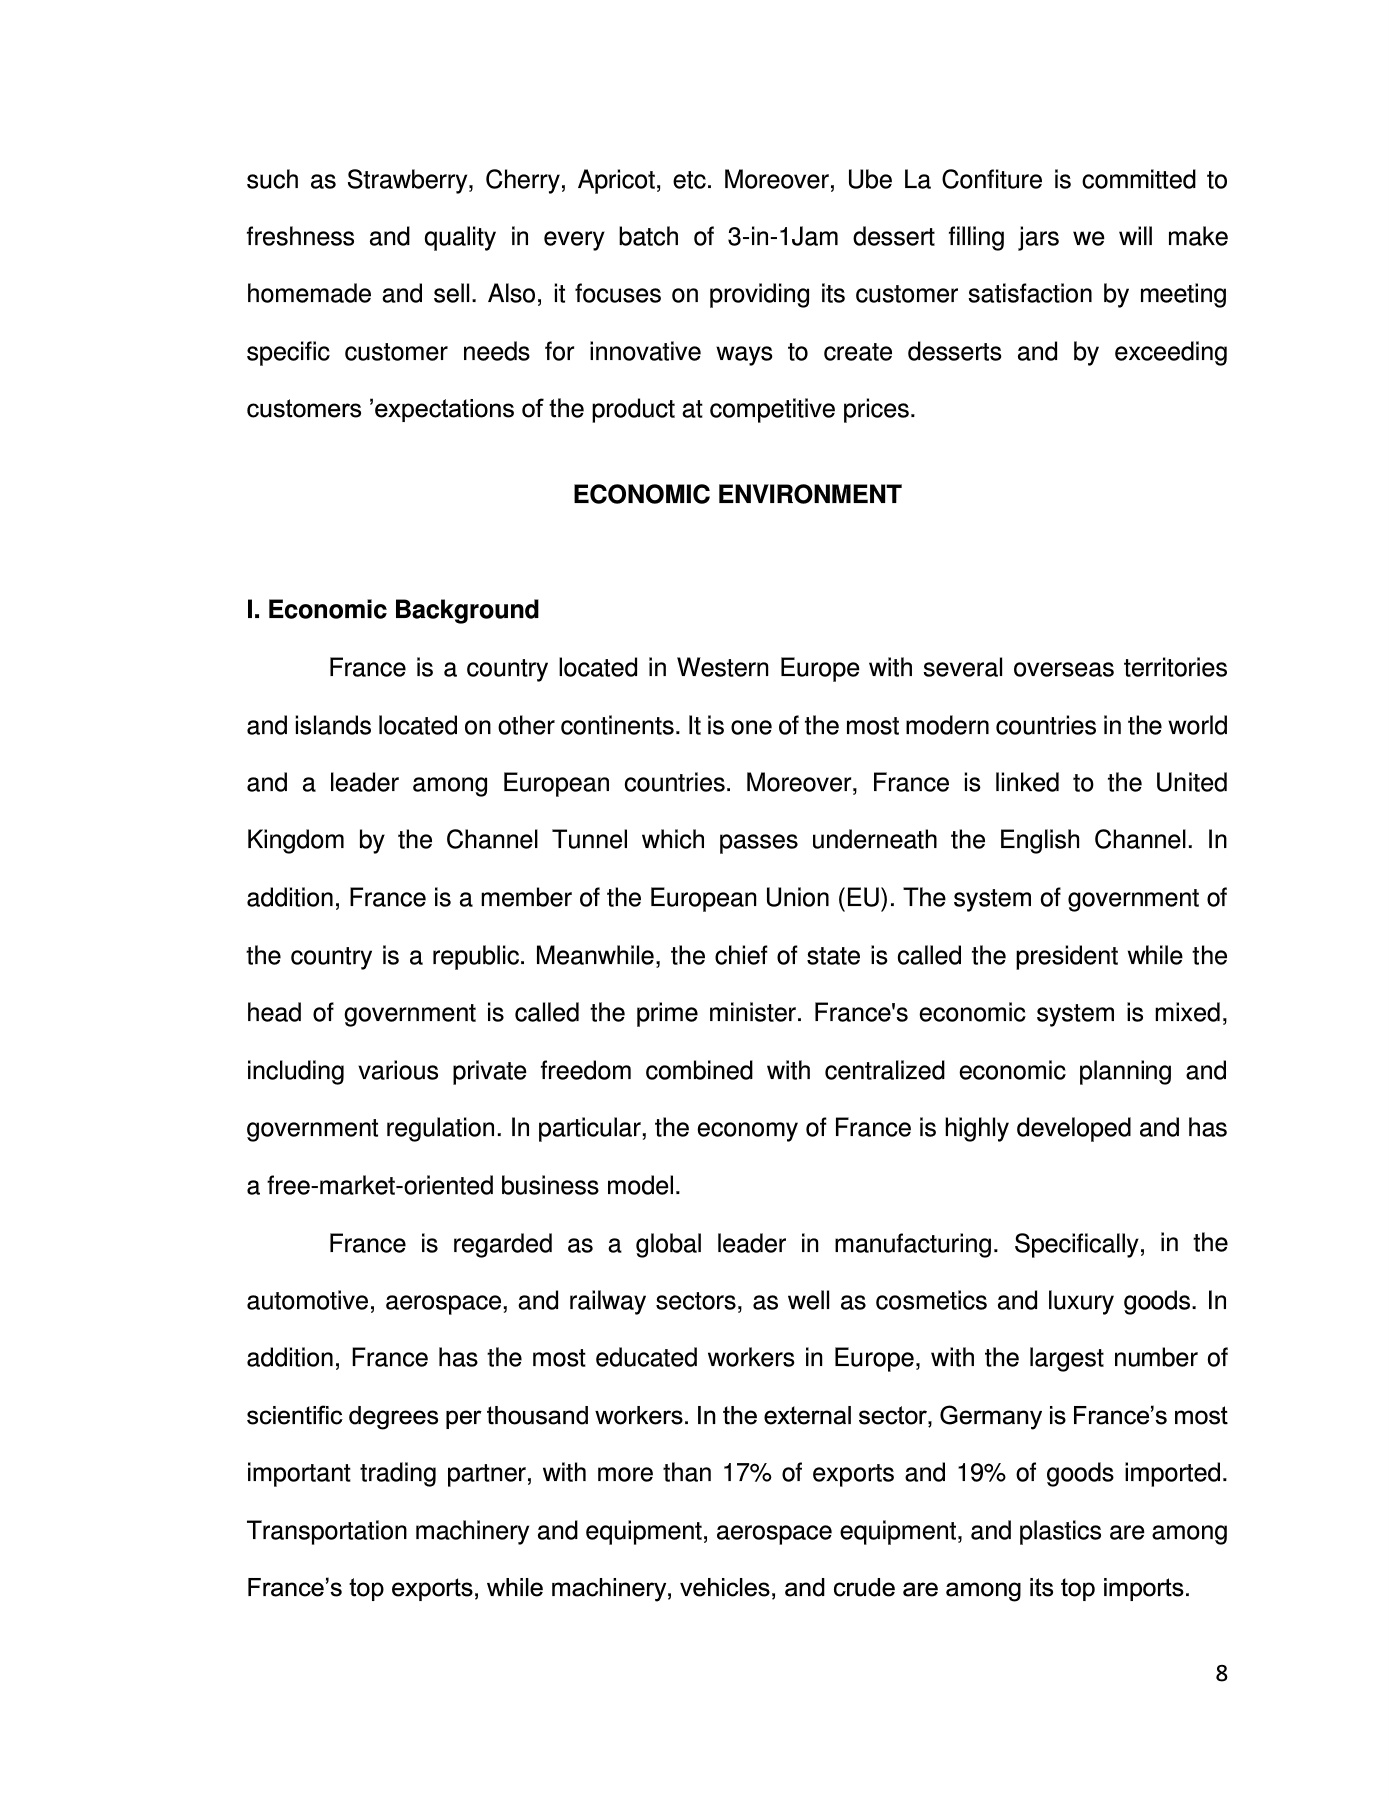 such as Strawberry, Cherry, Apricot, etc. Moreover, Ube La Confiture is committed to
freshness and quality in every batch of 3-in-1Jam dessert filling jars we will make
homemade and sell. Also, it focuses on providing its customer satisfaction by meeting
specific customer needs for innovative ways to create desserts and by exceeding
customers ’expectations of the product at competitive prices.
ECONOMIC ENVIRONMENT
I. Economic Background
France is a country located in Western Europe with several overseas territories
and islands located on other continents. It is one of the most modern countries in the world
and a leader among European countries. Moreover, France is linked to the United
Kingdom by the Channel Tunnel which passes underneath the English Channel. In
addition, France is a member of the European Union (EU). The system of government of
the country is a republic. Meanwhile, the chief of state is called the president while the
head of government is called the prime minister. France's economic system is mixed,
including various private freedom combined with centralized economic planning and
government regulation. In particular, the economy of France is highly developed and has
a free-market-oriented business model.
France is regarded as a global leader in manufacturing. Specifically, in the
automotive, aerospace, and railway sectors, as well as cosmetics and luxury goods. In
addition, France has the most educated workers in Europe, with the largest number of
scientific degrees per thousand workers. In the external sector, Germany is France’s most
important trading partner, with more than 17% of exports and 19% of goods imported.
Transportation machinery and equipment, aerospace equipment, and plastics are among
France’s top exports, while machinery, vehicles, and crude are among its top imports.
8